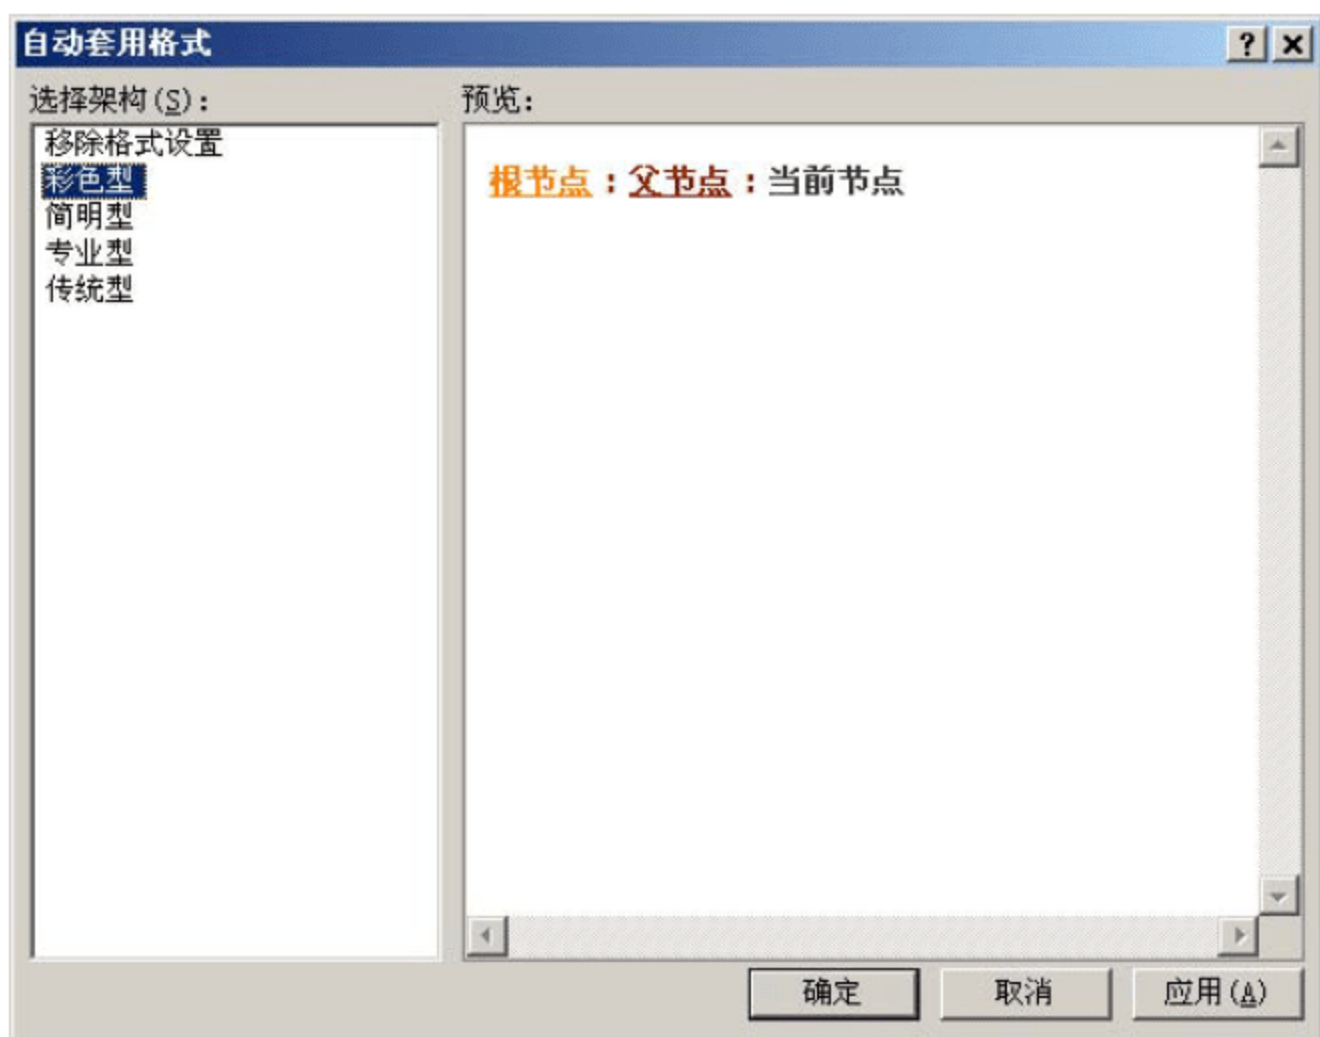 自动套用格式
选择架构(S):
移除格式设置
彩色型
简明型
专业型
传统型
预览:
根节点:父节点:当前节点
确定 取消 应用(A)